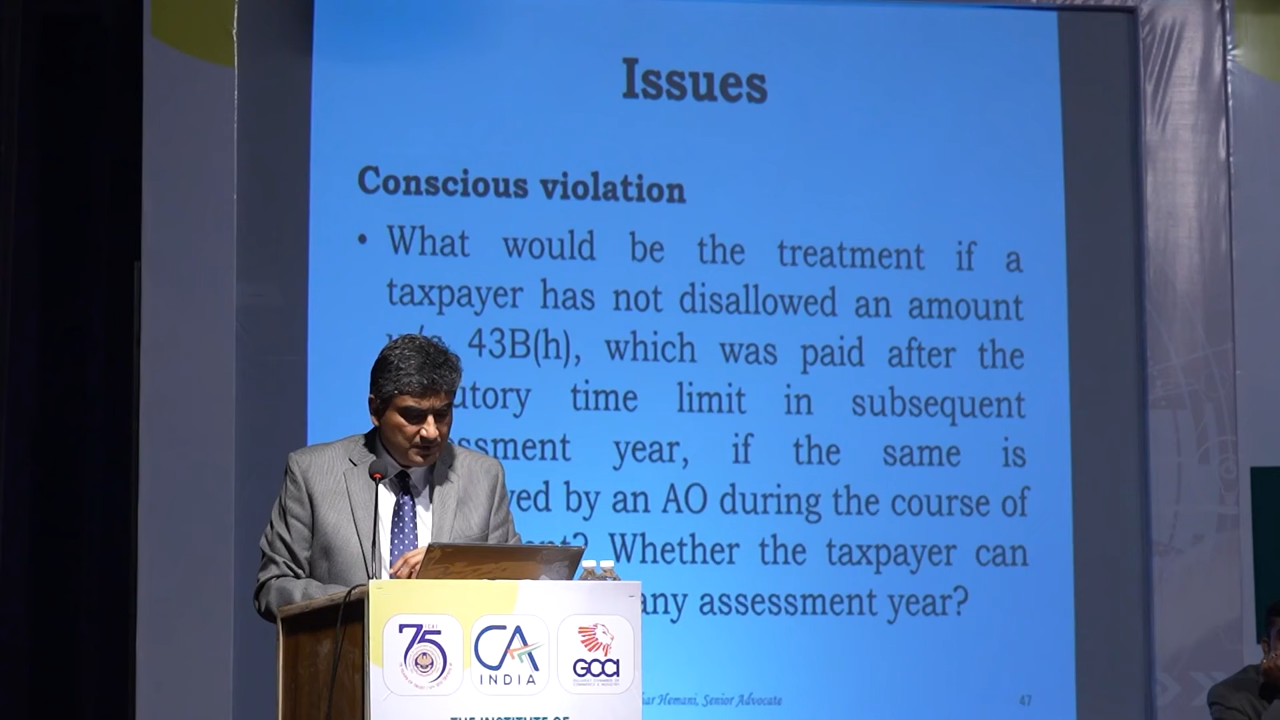 Issues
Conscious violation
• What would be the treatment if a
taxpayer has not disallowed an amount
43B(h), which was paid after the
utory time limit in subsequent
ssment year, if the same is
ved by an AO during the course of
Whether the taxpayer can
any assessment year?
har Hemani, Senior Advocate
47
ICAI
75
CA
INDIA
GCCI
THE INSTITUTE OF